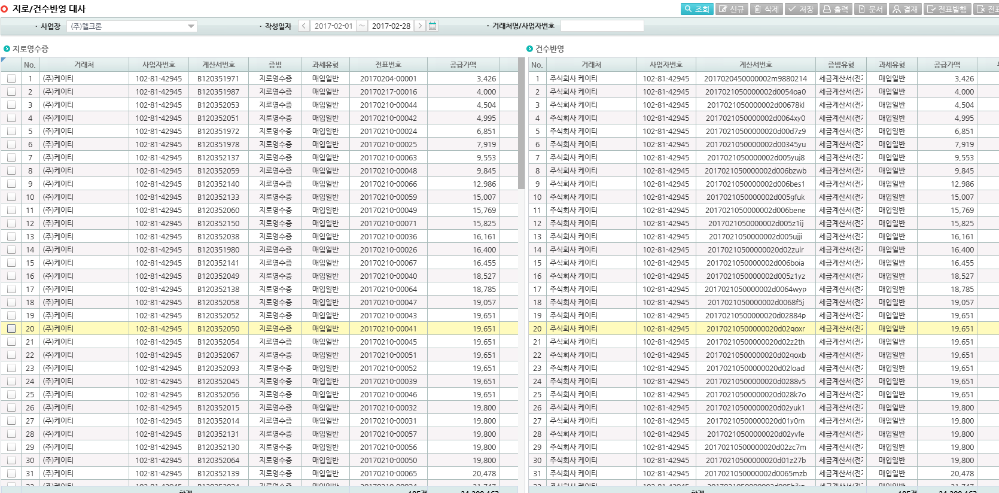 지로/건수반영 대사
조회 신규 삭제 저장 출력 문서 결재 전표발행
· 사업장 (주)웰크론 · 작성일자 2017-02-01 ~ 2017-02-28 · 거래처명/사업자번호
지로영수증
No. 거래처 사업자번호 계산서번호 증빙 과세유형 전표번호 공급가액
1 (주)케이티 102-81-42945 B120351971 지로영수증 매입일반 20170204-00001 3,426
2 (주)케이티 102-81-42945 B120351987 지로영수증 매입일반 20170217-00016 4,000
3 (주)케이티 102-81-42945 B120352053 지로영수증 매입일반 20170210-00044 4,504
4 (주)케이티 102-81-42945 B120352051 지로영수증 매입일반 20170210-00042 4,995
5 (주)케이티 102-81-42945 B120351972 지로영수증 매입일반 20170210-00024 6,851
6 (주)케이티 102-81-42945 B120351978 지로영수증 매입일반 20170210-00025 7,919
7 (주)케이티 102-81-42945 B120352137 지로영수증 매입일반 20170210-00063 9,553
8 (주)케이티 102-81-42945 B120352059 지로영수증 매입일반 20170210-00048 9,845
9 (주)케이티 102-81-42945 B120352140 지로영수증 매입일반 20170210-00066 12,986
10 (주)케이티 102-81-42945 B120352133 지로영수증 매입일반 20170210-00059 15,007
11 (주)케이티 102-81-42945 B120352060 지로영수증 매입일반 20170210-00049 15,769
12 (주)케이티 102-81-42945 B120352150 지로영수증 매입일반 20170210-00071 15,825
13 (주)케이티 102-81-42945 B120352038 지로영수증 매입일반 20170210-00036 16,161
14 (주)케이티 102-81-42945 B120351980 지로영수증 매입일반 20170210-00026 16,400
15 (주)케이티 102-81-42945 B120352141 지로영수증 매입일반 20170210-00067 16,455
16 (주)케이티 102-81-42945 B120352049 지로영수증 매입일반 20170210-00040 18,527
17 (주)케이티 102-81-42945 B120352138 지로영수증 매입일반 20170210-00064 18,785
18 (주)케이티 102-81-42945 B120352058 지로영수증 매입일반 20170210-00047 19,057
19 (주)케이티 102-81-42945 B120352052 지로영수증 매입일반 20170210-00043 19,651
20 (주)케이티 102-81-42945 B120352050 지로영수증 매입일반 20170210-00041 19,651
21 (주)케이티 102-81-42945 B120352054 지로영수증 매입일반 20170210-00045 19,651
22 (주)케이티 102-81-42945 B120352067 지로영수증 매입일반 20170210-00051 19,651
23 (주)케이티 102-81-42945 B120352093 지로영수증 매입일반 20170210-00052 19,651
24 (주)케이티 102-81-42945 B120352045 지로영수증 매입일반 20170210-00039 19,651
25 (주)케이티 102-81-42945 B120352056 지로영수증 매입일반 20170210-00046 19,651
26 (주)케이티 102-81-42945 B120352015 지로영수증 매입일반 20170210-00032 19,800
27 (주)케이티 102-81-42945 B120352014 지로영수증 매입일반 20170210-00031 19,800
28 (주)케이티 102-81-42945 B120352131 지로영수증 매입일반 20170210-00057 19,800
29 (주)케이티 102-81-42945 B120352130 지로영수증 매입일반 20170210-00056 19,800
30 (주)케이티 102-81-42945 B120352064 지로영수증 매입일반 20170210-00050 19,800
31 (주)케이티 102-81-42945 B120352139 지로영수증 매입일반 20170210-00065 20,478
건수반영
No. 거래처 사업자번호 계산서번호 증빙유형 과세유형 공급가액
1 주식회사 케이티 102-81-42945 2017020450000002m9880214 세금계산서(전 매입일반 3,426
2 주식회사 케이티 102-81-42945 2017021050000002d0054oa0 세금계산서(전 매입일반 4,000
3 주식회사 케이티 102-81-42945 2017021050000002d00678kl 세금계산서(전 매입일반 4,504
4 주식회사 케이티 102-81-42945 2017021050000002d0064xy0 세금계산서(전 매입일반 4,995
5 주식회사 케이티 102-81-42945 20170210500000020d00d7z9 세금계산서(전 매입일반 6,851
6 주식회사 케이티 102-81-42945 2017021050000002d00345yu 세금계산서(전 매입일반 7,919
7 주식회사 케이티 102-81-42945 2017021050000002d005yuj8 세금계산서(전 매입일반 9,553
8 주식회사 케이티 102-81-42945 2017021050000002d006bzwb 세금계산서(전 매입일반 9,845
9 주식회사 케이티 102-81-42945 2017021050000002d006bes1 세금계산서(전 매입일반 12,986
10 주식회사 케이티 102-81-42945 2017021050000002d005gfuk 세금계산서(전 매입일반 15,007
11 주식회사 케이티 102-81-42945 2017021050000002d006bene 세금계산서(전 매입일반 15,769
12 주식회사 케이티 102-81-42945 2017021050000002d005z1ij 세금계산서(전 매입일반 15,825
13 주식회사 케이티 102-81-42945 2017021050000002d005ujji 세금계산서(전 매입일반 16,161
14 주식회사 케이티 102-81-42945 20170210500000020d02zulr 세금계산서(전 매입일반 16,400
15 주식회사 케이티 102-81-42945 2017021050000002d006boia 세금계산서(전 매입일반 16,455
16 주식회사 케이티 102-81-42945 2017021050000002d005z1yz 세금계산서(전 매입일반 18,527
17 주식회사 케이티 102-81-42945 2017021050000002d0064wyp 세금계산서(전 매입일반 18,785
18 주식회사 케이티 102-81-42945 2017021050000002d0068f5j 세금계산서(전 매입일반 19,057
19 주식회사 케이티 102-81-42945 20170210500000020d02884p 세금계산서(전 매입일반 19,651
20 주식회사 케이티 102-81-42945 20170210500000020d02qoxr 세금계산서(전 매입일반 19,651
21 주식회사 케이티 102-81-42945 20170210500000020d02z2th 세금계산서(전 매입일반 19,651
22 주식회사 케이티 102-81-42945 20170210500000020d02qoxb 세금계산서(전 매입일반 19,651
23 주식회사 케이티 102-81-42945 20170210500000020d02load 세금계산서(전 매입일반 19,651
24 주식회사 케이티 102-81-42945 20170210500000020d0288v5 세금계산서(전 매입일반 19,651
25 주식회사 케이티 102-81-42945 20170210500000020d028k7o 세금계산서(전 매입일반 19,651
26 주식회사 케이티 102-81-42945 20170210500000020d02yuk1 세금계산서(전 매입일반 19,800
27 주식회사 케이티 102-81-42945 20170210500000020d01y0rn 세금계산서(전 매입일반 19,800
28 주식회사 케이티 102-81-42945 20170210500000020d02yvfe 세금계산서(전 매입일반 19,800
29 주식회사 케이티 102-81-42945 20170210500000020d02zc7m 세금계산서(전 매입일반 19,800
30 주식회사 케이티 102-81-42945 20170210500000020d01z27b 세금계산서(전 매입일반 19,800
31 주식회사 케이티 102-81-42945 2017021050000002d0065mzb 세금계산서(전 매입일반 20,478